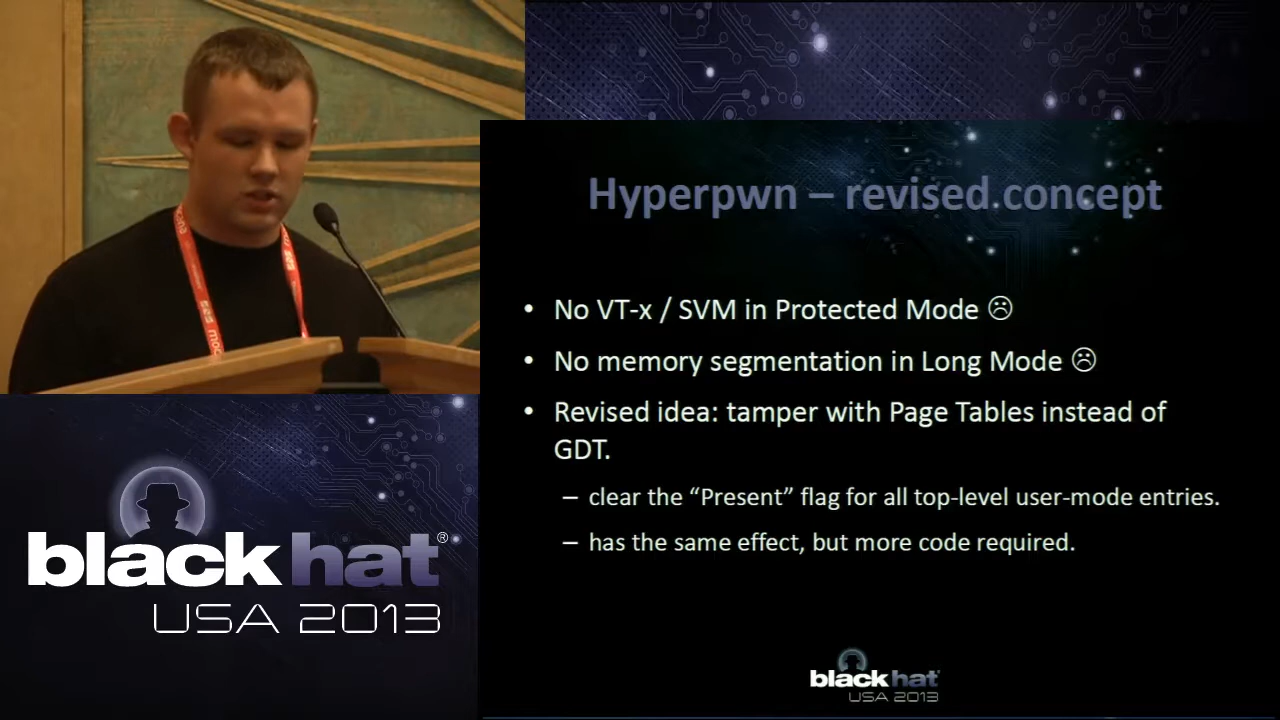 Hyperpwn – revised concept
• No VT-x / SVM in Protected Mode ☹
• No memory segmentation in Long Mode ☹
• Revised idea: tamper with Page Tables instead of
GDT.
– clear the “Present” flag for all top-level user-mode entries.
– has the same effect, but more code required.
black hat®
USA 2013
black hat®
USA 2013